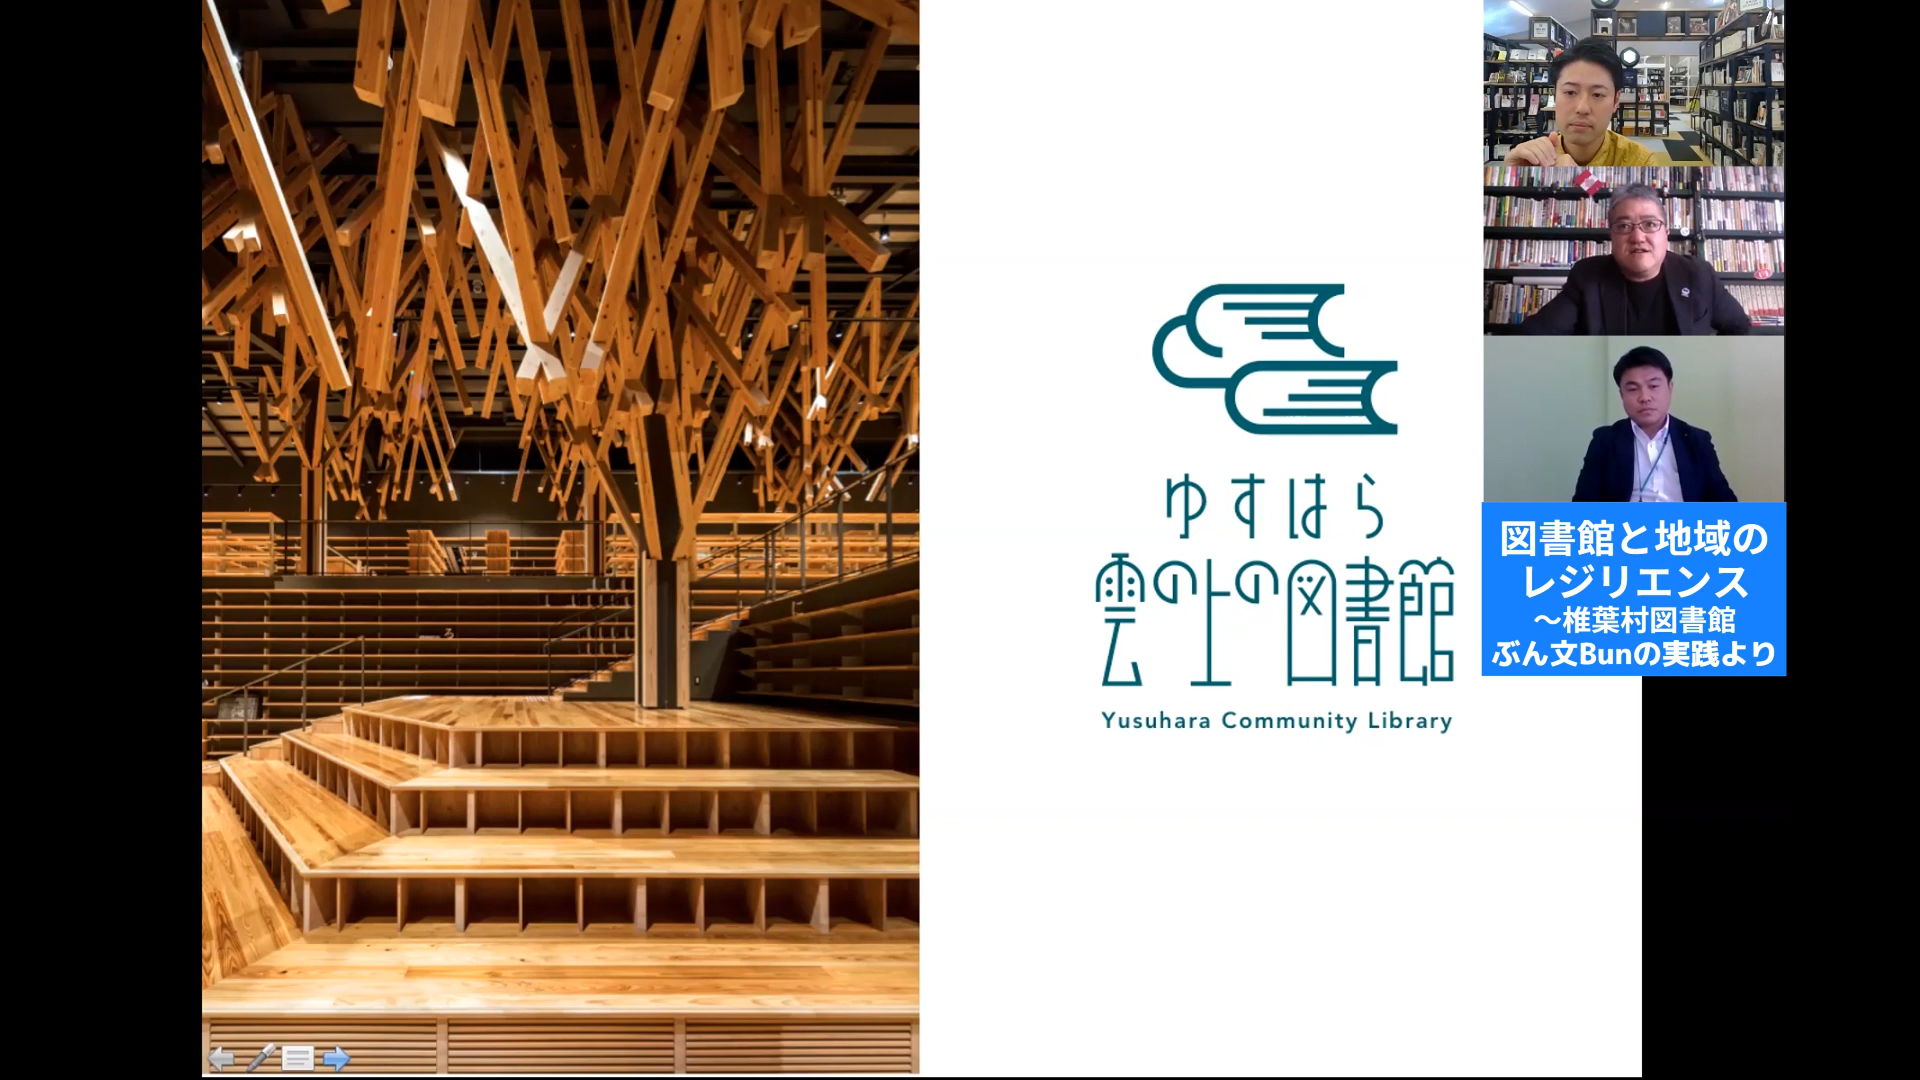 ゆすはら
雲の上の図書館
Yusuhara Community Library
図書館と地域の
レジリエンス
～椎葉村図書館
ぶん文Bunの実践より